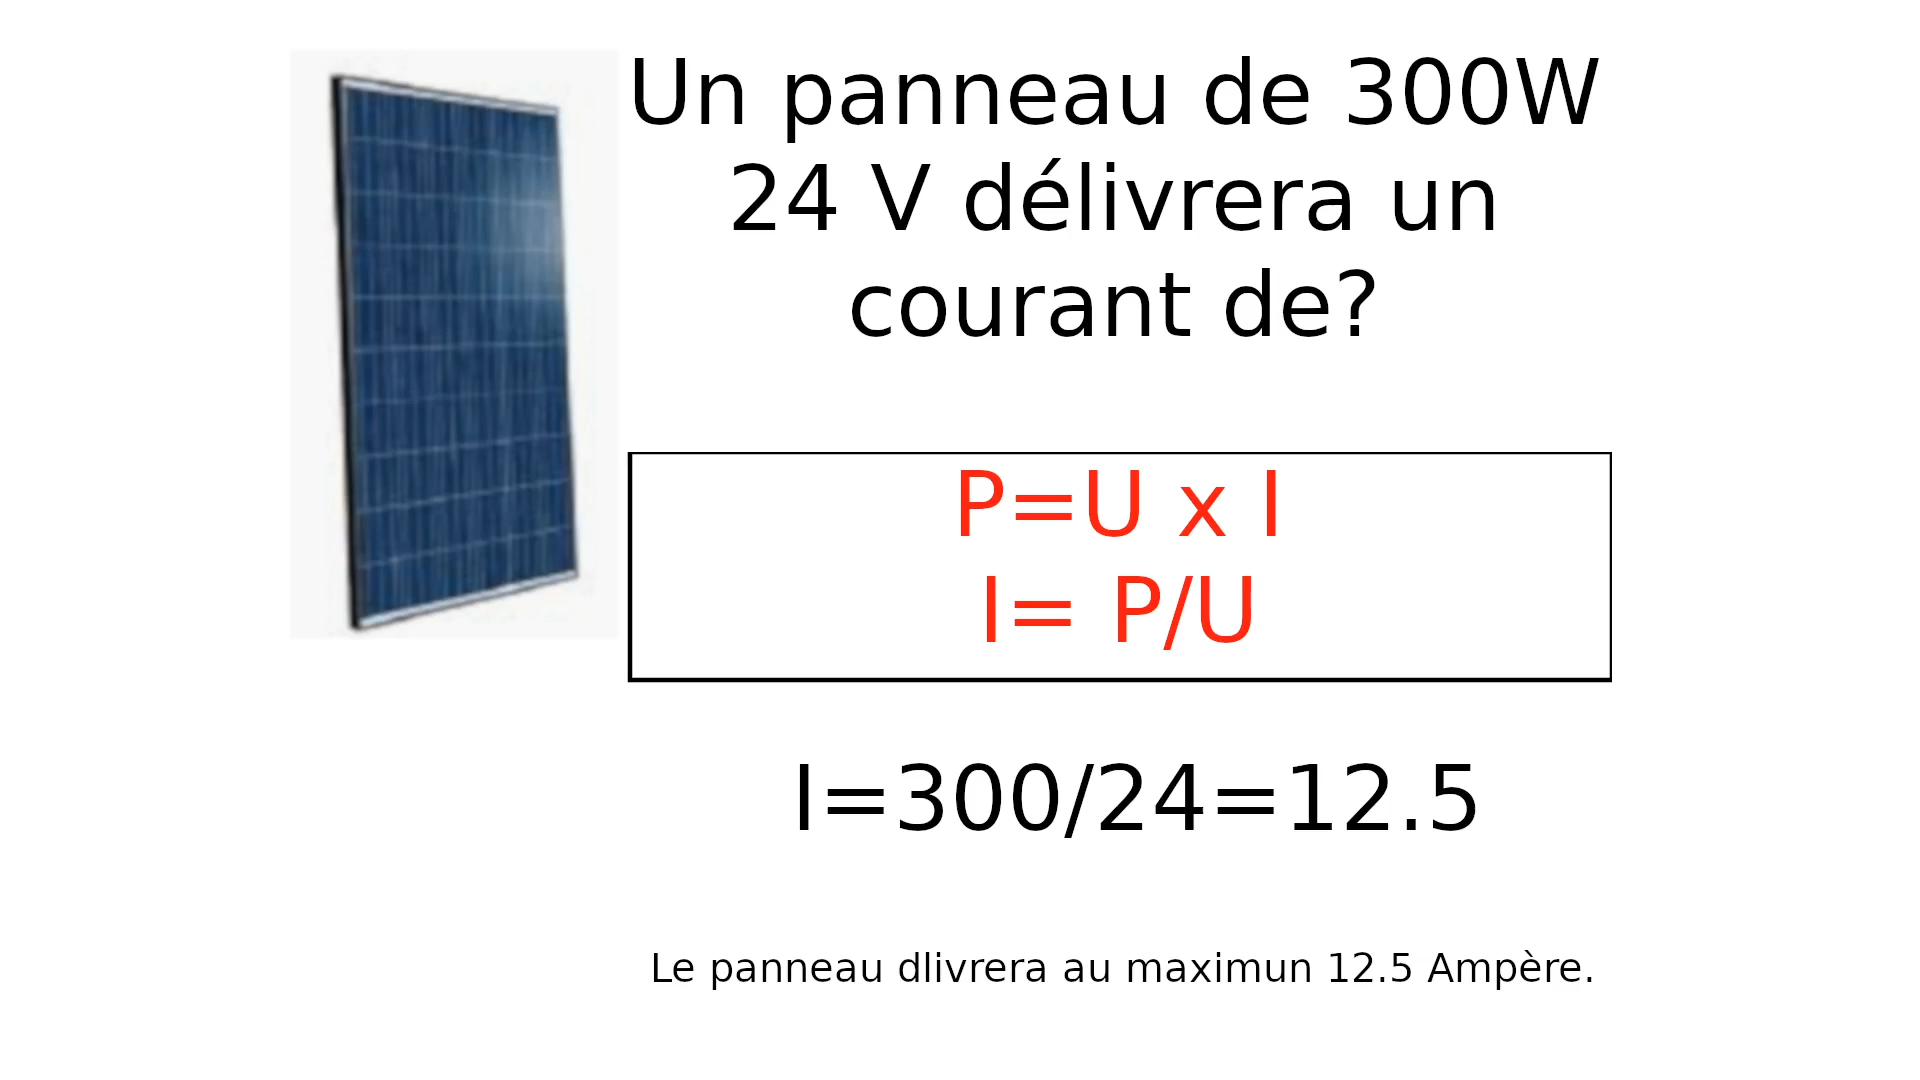 Un panneau de 300W
24 V délivrera un
courant de?
P=U x I
I= P/U
I=300/24=12.5
Le panneau dlivrera au maximun 12.5 Ampère.